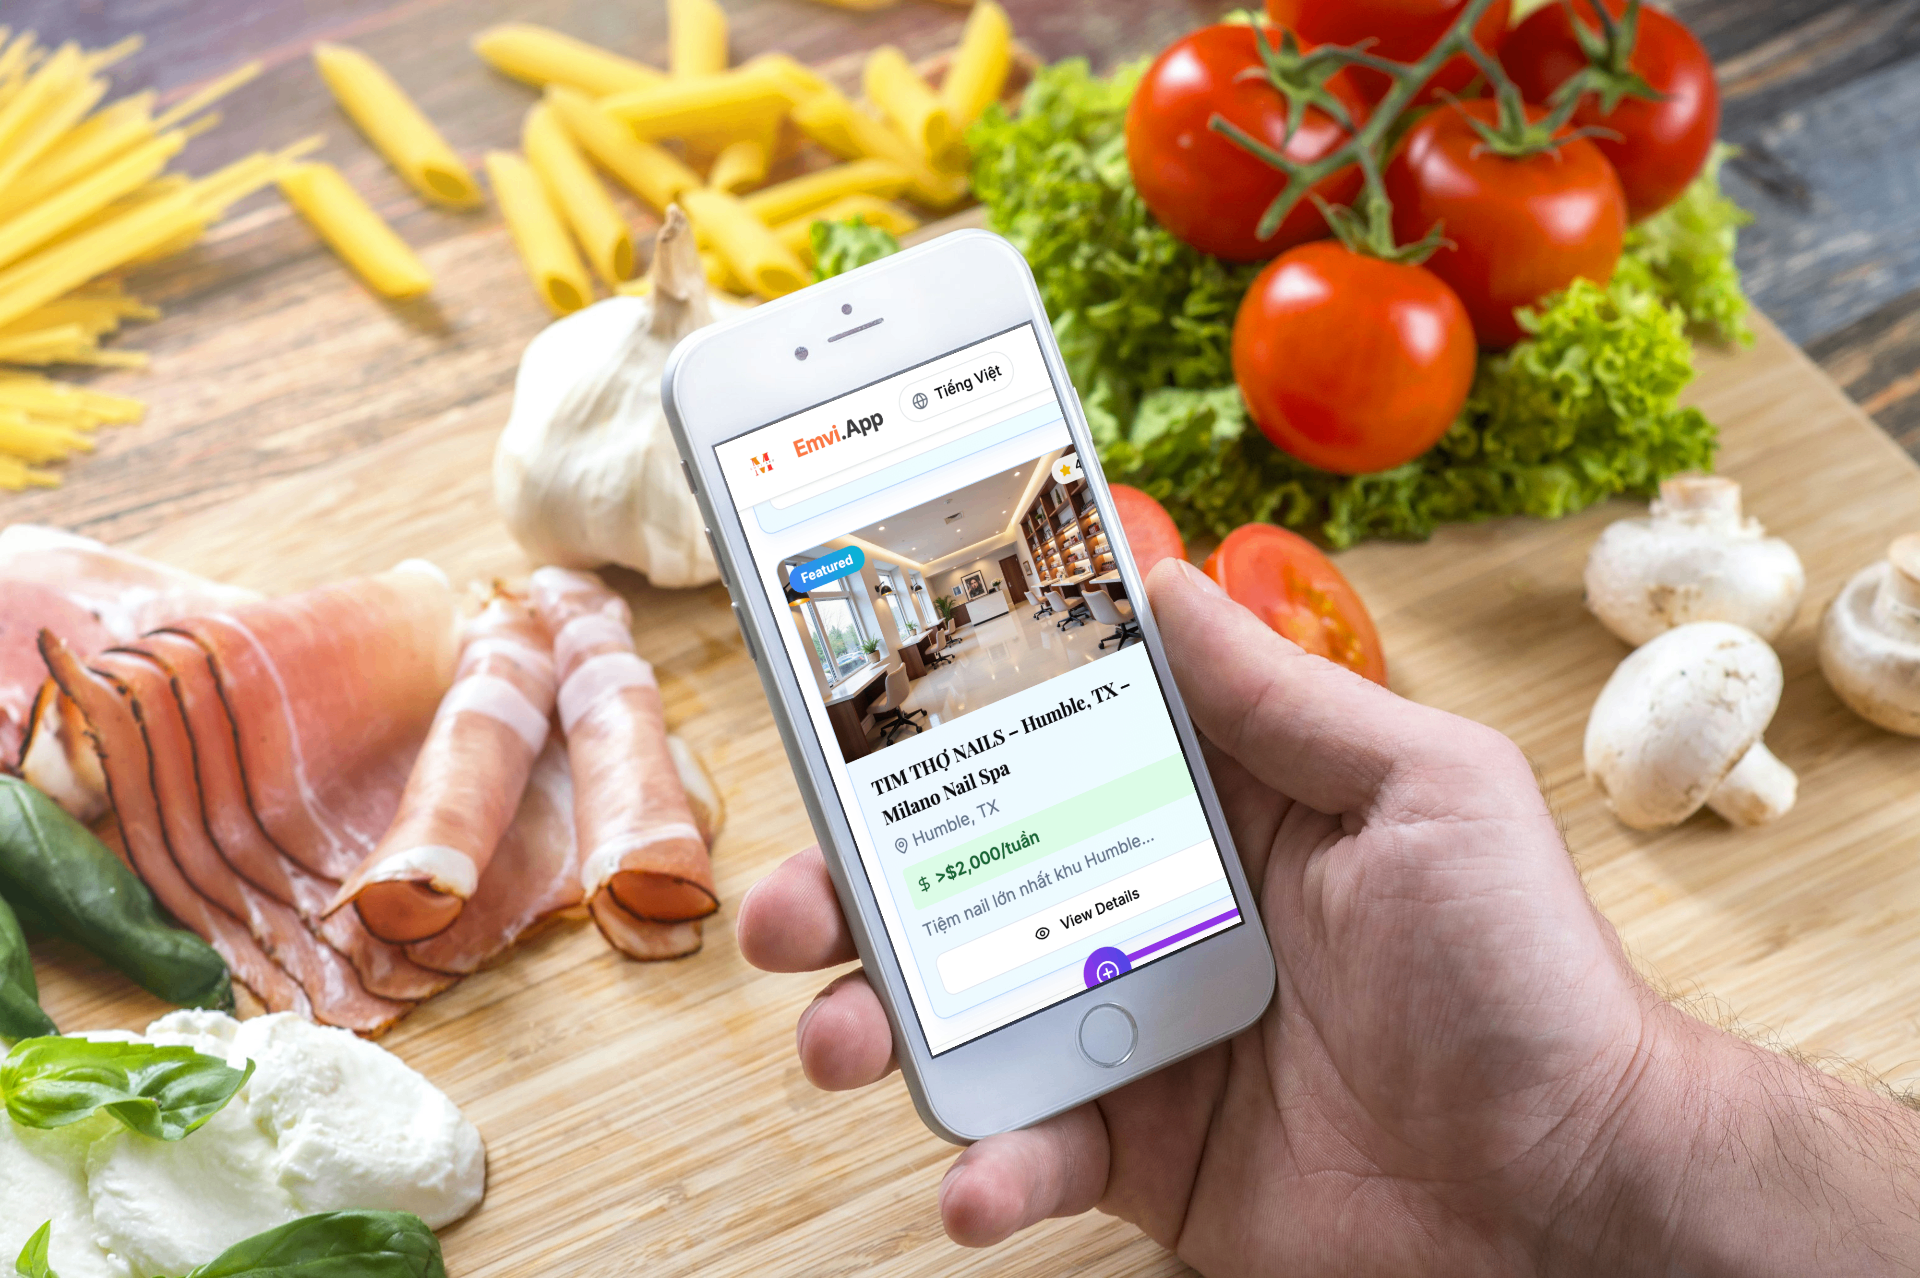 M
Emvi.App
Tiếng Việt
4
Featured
TIM THỢ NAILS – Humble, TX –
Milano Nail Spa
Humble, TX
$ >$2,000/tuần
Tiệm nail lớn nhất khu Humble...
View Details